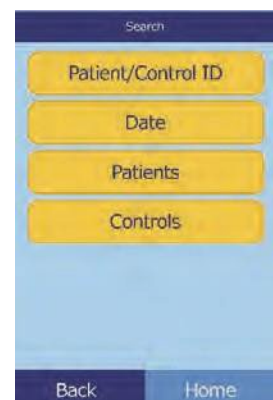 Search
Patient/Control ID
Date
Patients
Controls
Back Home